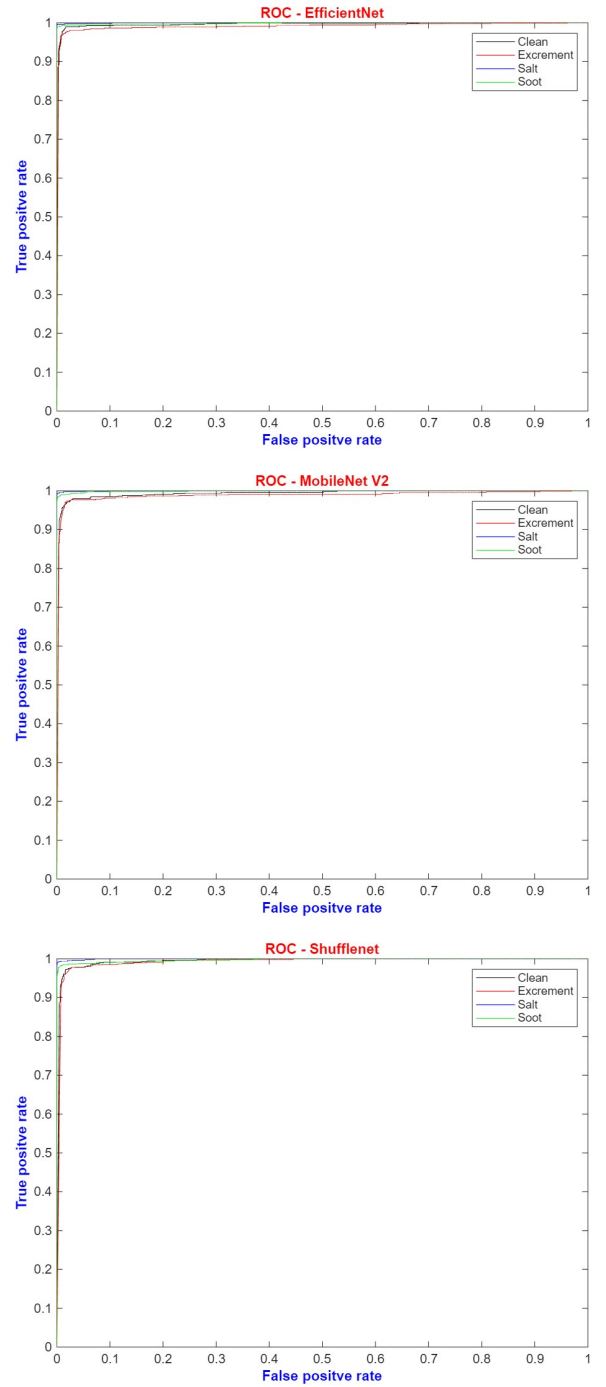 ROC - EfficientNet
1
0.9
0.8
0.7
0.6
0.5
0.4
0.3
0.2
0.1
0
True positve rate
Clean
Excrement
Salt
Soot
0 0.1 0.2 0.3 0.4 0.5 0.6 0.7 0.8 0.9 1
False positve rate
ROC - MobileNet V2
1
0.9
0.8
0.7
0.6
0.5
0.4
0.3
0.2
0.1
0
True positve rate
Clean
Excrement
Salt
Soot
0 0.1 0.2 0.3 0.4 0.5 0.6 0.7 0.8 0.9 1
False positve rate
ROC - Shufflenet
1
0.9
0.8
0.7
0.6
0.5
0.4
0.3
0.2
0.1
0
True positve rate
Clean
Excrement
Salt
Soot
0 0.1 0.2 0.3 0.4 0.5 0.6 0.7 0.8 0.9 1
False positve rate